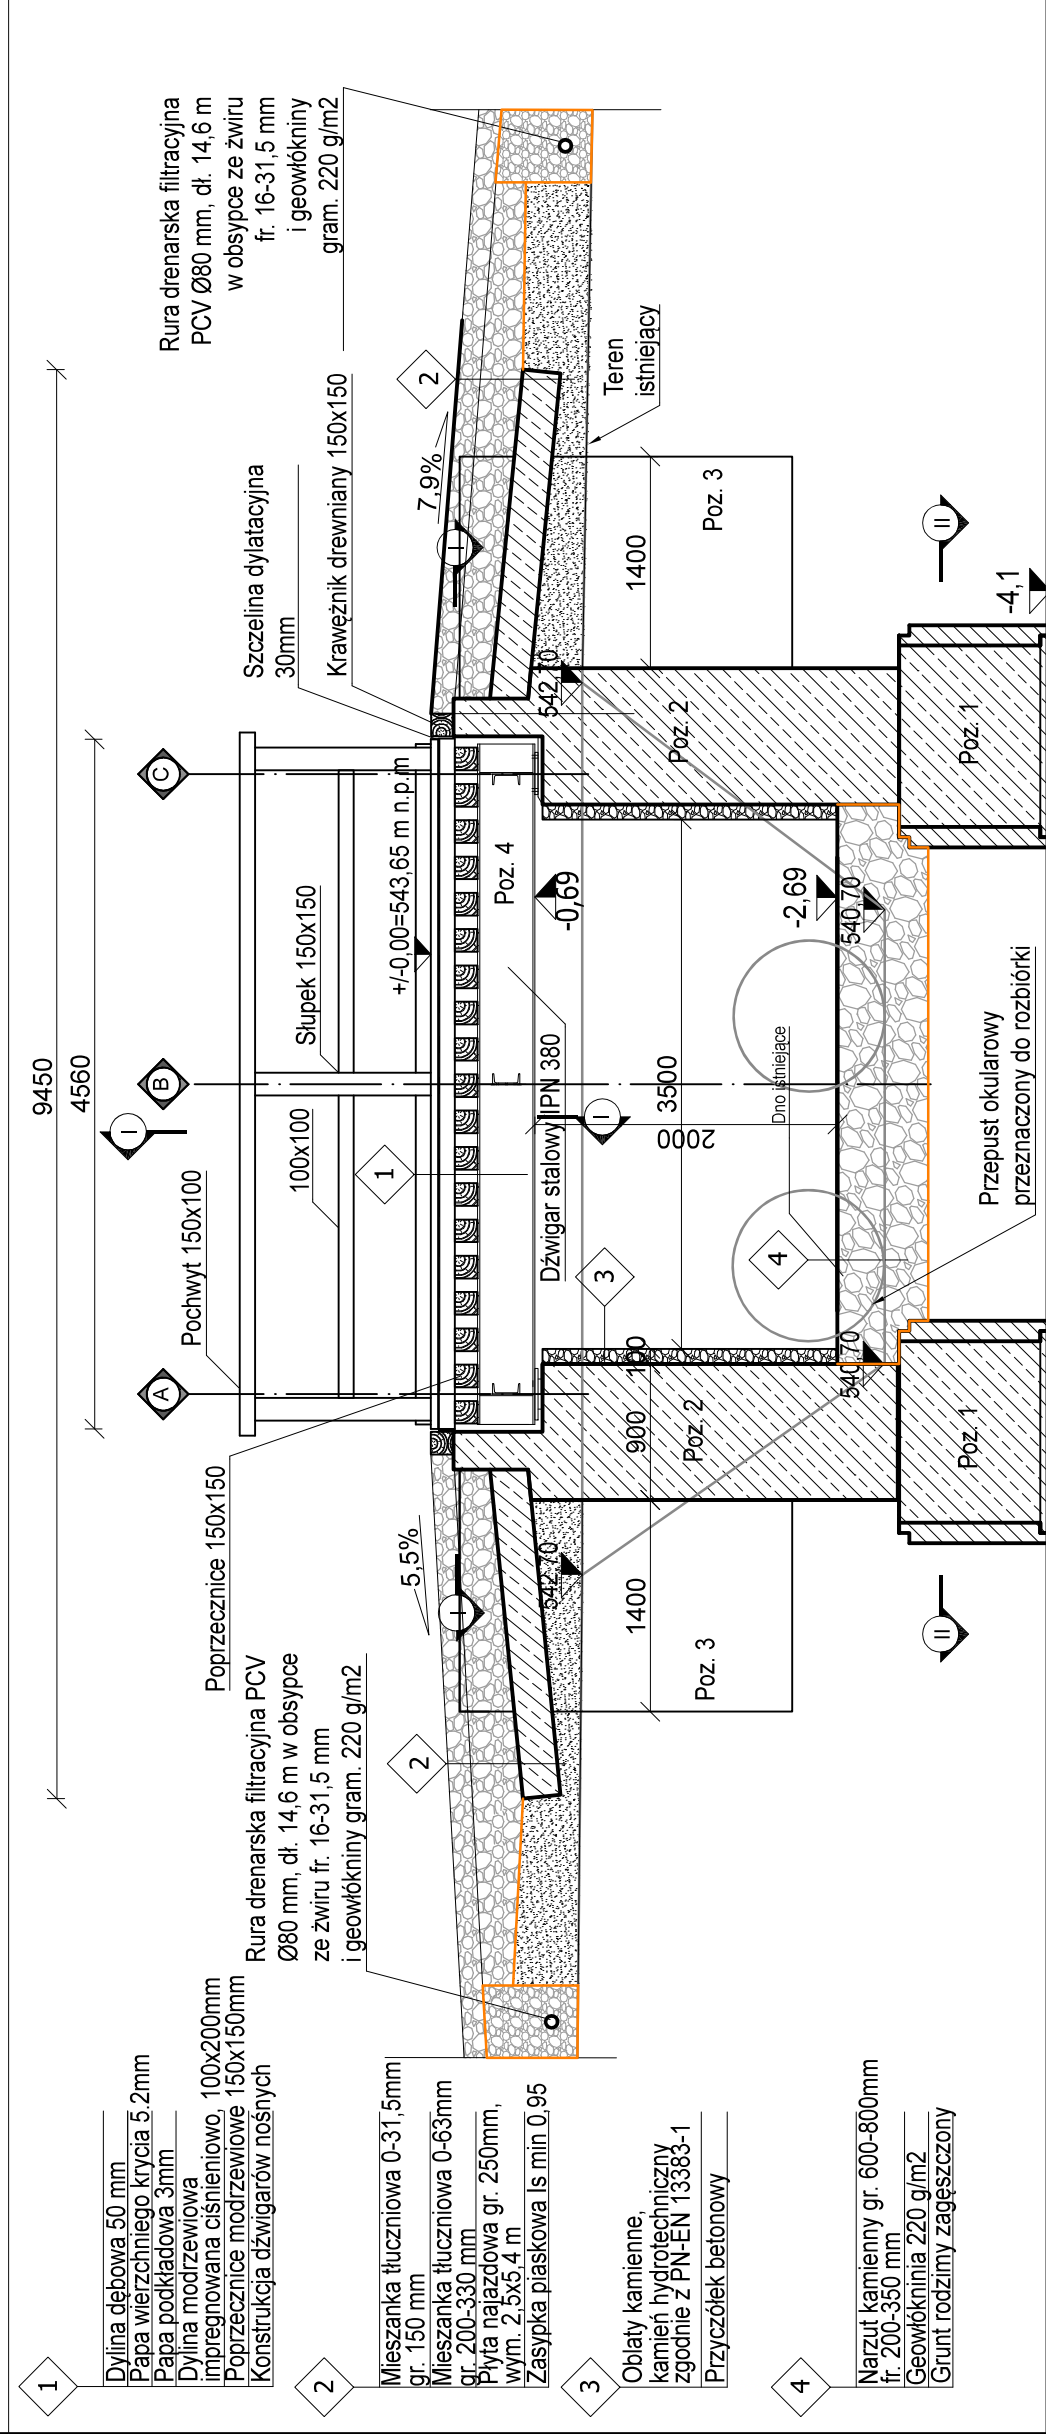 9450
4560
Rura drenarska filtracyjna
PCV Ø80 mm, dł. 14,6 m
w obsypce ze żwiru
fr. 16-31,5 mm
i geowłókniny
gram. 220 g/m2
Szczelina dylatacyjna
30mm
Krawężnik drewniany 150x150
A
B
C
I
Pochwyt 150x100
100x100
Słupek 150x150
+/-0,00=543,65 m n.p.m
1
Poprzecznice 150x150
Rura drenarska filtracyjna PCV
Ø80 mm, dł. 14,6 m w obsypce
ze żwiru fr. 16-31,5 mm
i geowłókniny gram. 220 g/m2
5,5%
7,9%
I
I
2
2
Poz. 4
-0,69
Dźwigar stalowy IPN 380
I
3
542,70
542,70
Teren
istniejący
1400
900
100
3500
2000
1400
Poz. 3
Poz. 2
Poz. 2
Poz. 3
Dno istniejące
4
-2,69
540,70
540,70
Przepust okularowy
przeznaczony do rozbiórki
Poz. 1
Poz. 1
II
II
-4,1
1
Dylina dębowa 50 mm
Papa wierzchniego krycia 5.2mm
Papa podkładowa 3mm
Dylina modrzewiowa
impregnowana ciśnieniowo, 100x200mm
Poprzecznice modrzewiowe 150x150mm
Konstrukcja dźwigarów nośnych
2
Mieszanka tłuczniowa 0-31,5mm
gr. 150 mm
Mieszanka tłuczniowa 0-63mm
gr. 200-330 mm
Płyta najazdowa gr. 250mm,
wym. 2,5x5,4 m
Zasypka piaskowa Is min 0,95
3
Oblaty kamienne,
kamień hydrotechniczny
zgodnie z PN-EN 13383-1
Przyczółek betonowy
4
Narzut kamienny gr. 600-800mm
fr. 200-350 mm
Geowłókninia 220 g/m2
Grunt rodzimy zagęszczony